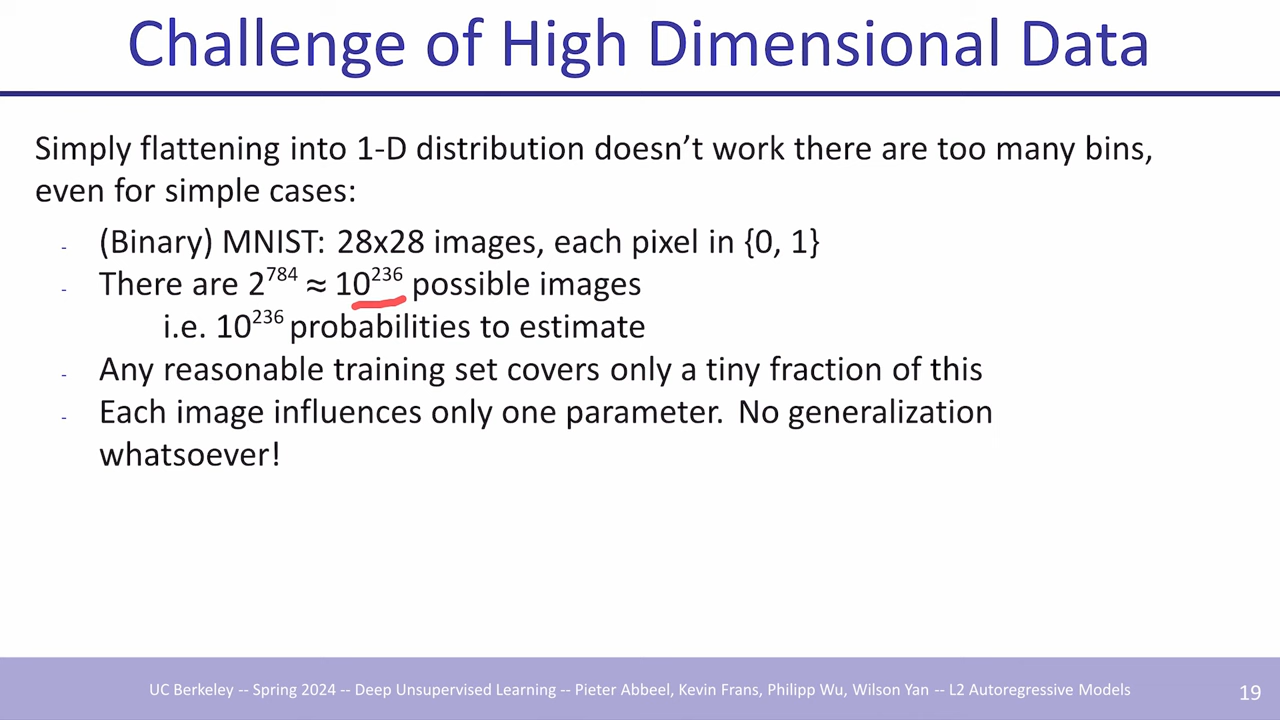 Challenge of High Dimensional Data
Simply flattening into 1-D distribution doesn’t work there are too many bins,
even for simple cases:
- (Binary) MNIST: 28x28 images, each pixel in {0, 1}
- There are 2⁷⁸⁴ ≈ 10²³⁶ possible images
i.e. 10²³⁶ probabilities to estimate
- Any reasonable training set covers only a tiny fraction of this
- Each image influences only one parameter. No generalization
whatsoever!
UC Berkeley -- Spring 2024 -- Deep Unsupervised Learning -- Pieter Abbeel, Kevin Frans, Philipp Wu, Wilson Yan -- L2 Autoregressive Models 19